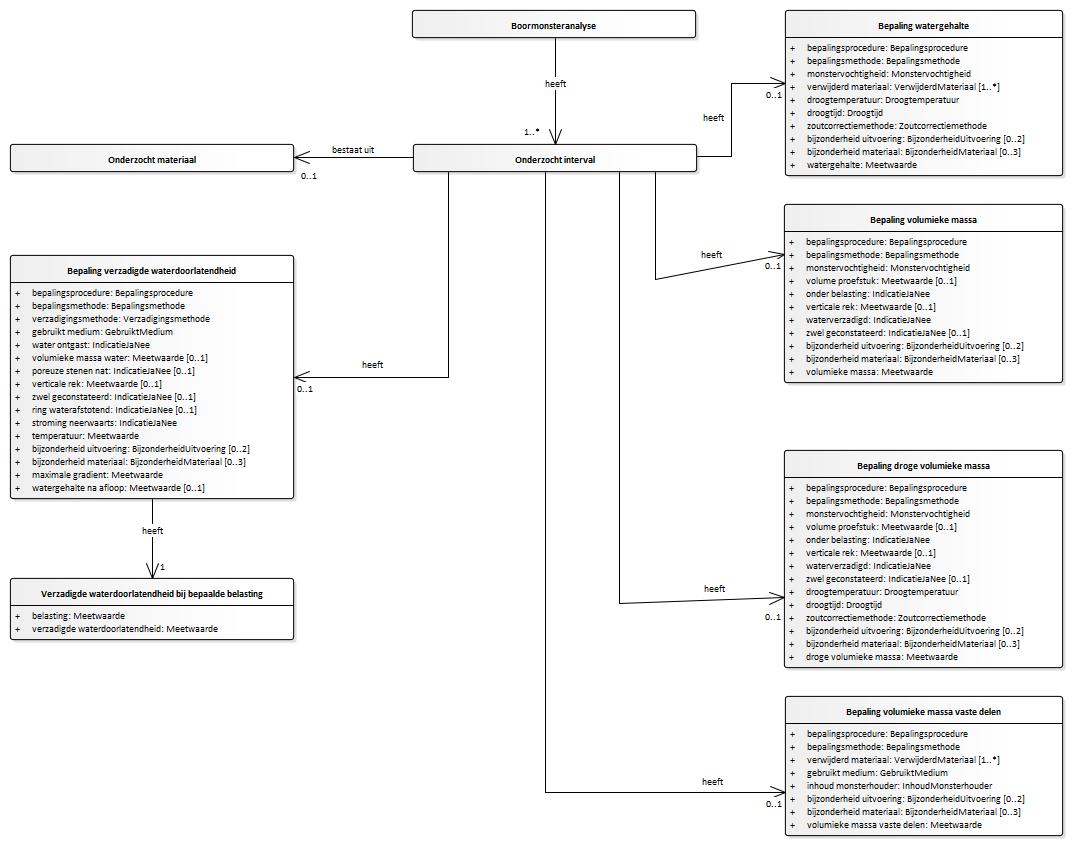 Boormonsteranalyse
heeft
1..*
Onderzocht interval
bestaat uit
0..1
Onderzocht materiaal
heeft
0..1
Bepaling watergehalte
+ bepalingsprocedure: Bepalingsprocedure
+ bepalingsmethode: Bepalingsmethode
+ monstervochtigheid: Monstervochtigheid
+ verwijderd materiaal: VerwijderdMateriaal [1..*]
+ droogtemperatuur: Droogtemperatuur
+ droogtijd: Droogtijd
+ zoutcorrectiemethode: Zoutcorrectiemethode
+ bijzonderheid uitvoering: BijzonderheidUitvoering [0..2]
+ bijzonderheid materiaal: BijzonderheidMateriaal [0..3]
+ watergehalte: Meetwaarde
heeft
0..1
Bepaling volumieke massa
+ bepalingsprocedure: Bepalingsprocedure
+ bepalingsmethode: Bepalingsmethode
+ monstervochtigheid: Monstervochtigheid
+ volume proefstuk: Meetwaarde [0..1]
+ onder belasting: IndicatieJaNee
+ verticale rek: Meetwaarde [0..1]
+ waterverzadigd: IndicatieJaNee
+ zwel geconstateerd: IndicatieJaNee [0..1]
+ bijzonderheid uitvoering: BijzonderheidUitvoering [0..2]
+ bijzonderheid materiaal: BijzonderheidMateriaal [0..3]
+ volumieke massa: Meetwaarde
heeft
0..1
Bepaling verzadigde waterdoorlatendheid
+ bepalingsprocedure: Bepalingsprocedure
+ bepalingsmethode: Bepalingsmethode
+ verzadigingsmethode: Verzadigingsmethode
+ gebruikt medium: GebruiktMedium
+ water ontgast: IndicatieJaNee
+ volumieke massa water: Meetwaarde [0..1]
+ poreuze stenen nat: IndicatieJaNee [0..1]
+ verticale rek: Meetwaarde [0..1]
+ zwel geconstateerd: IndicatieJaNee [0..1]
+ ring waterafstotend: IndicatieJaNee [0..1]
+ stroming neerwaarts: IndicatieJaNee
+ temperatuur: Meetwaarde
+ bijzonderheid uitvoering: BijzonderheidUitvoering [0..2]
+ bijzonderheid materiaal: BijzonderheidMateriaal [0..3]
+ maximale gradient: Meetwaarde
+ watergehalte na afloop: Meetwaarde [0..1]
heeft
1
Verzadigde waterdoorlatendheid bij bepaalde belasting
+ belasting: Meetwaarde
+ verzadigde waterdoorlatendheid: Meetwaarde
heeft
0..1
Bepaling droge volumieke massa
+ bepalingsprocedure: Bepalingsprocedure
+ bepalingsmethode: Bepalingsmethode
+ monstervochtigheid: Monstervochtigheid
+ volume proefstuk: Meetwaarde [0..1]
+ onder belasting: IndicatieJaNee
+ verticale rek: Meetwaarde [0..1]
+ waterverzadigd: IndicatieJaNee
+ zwel geconstateerd: IndicatieJaNee [0..1]
+ droogtemperatuur: Droogtemperatuur
+ droogtijd: Droogtijd
+ zoutcorrectiemethode: Zoutcorrectiemethode
+ bijzonderheid uitvoering: BijzonderheidUitvoering [0..2]
+ bijzonderheid materiaal: BijzonderheidMateriaal [0..3]
+ droge volumieke massa: Meetwaarde
heeft
0..1
Bepaling volumieke massa vaste delen
+ bepalingsprocedure: Bepalingsprocedure
+ bepalingsmethode: Bepalingsmethode
+ verwijderd materiaal: VerwijderdMateriaal [1..*]
+ gebruikt medium: GebruiktMedium
+ inhoud monsterhouder: InhoudMonsterhouder
+ bijzonderheid uitvoering: BijzonderheidUitvoering [0..2]
+ bijzonderheid materiaal: BijzonderheidMateriaal [0..3]
+ volumieke massa vaste delen: Meetwaarde